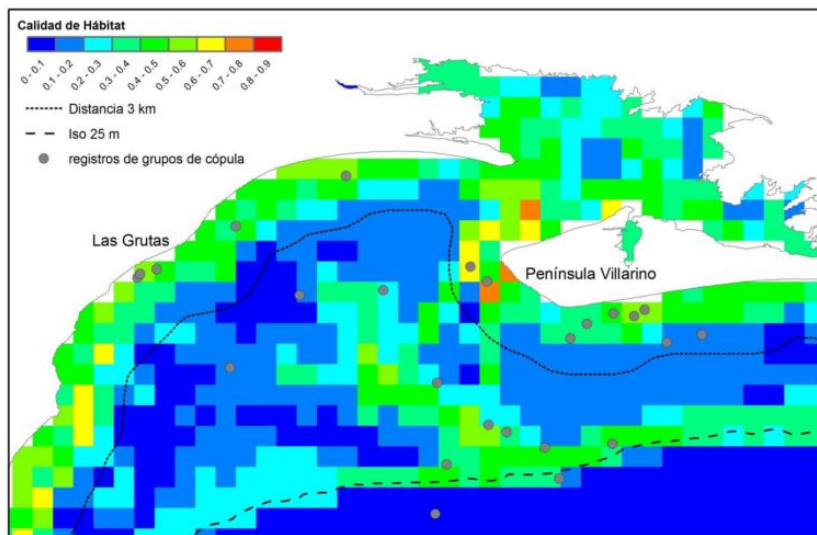 Calidad de Hábitat
0 - 0.1
0.1 - 0.2
0.2 - 0.3
0.3 - 0.4
0.4 - 0.5
0.5 - 0.6
0.6 - 0.7
0.7 - 0.8
0.8 - 0.9
Distancia 3 km
Iso 25 m
registros de grupos de cópula
Las Grutas
Península Villarino